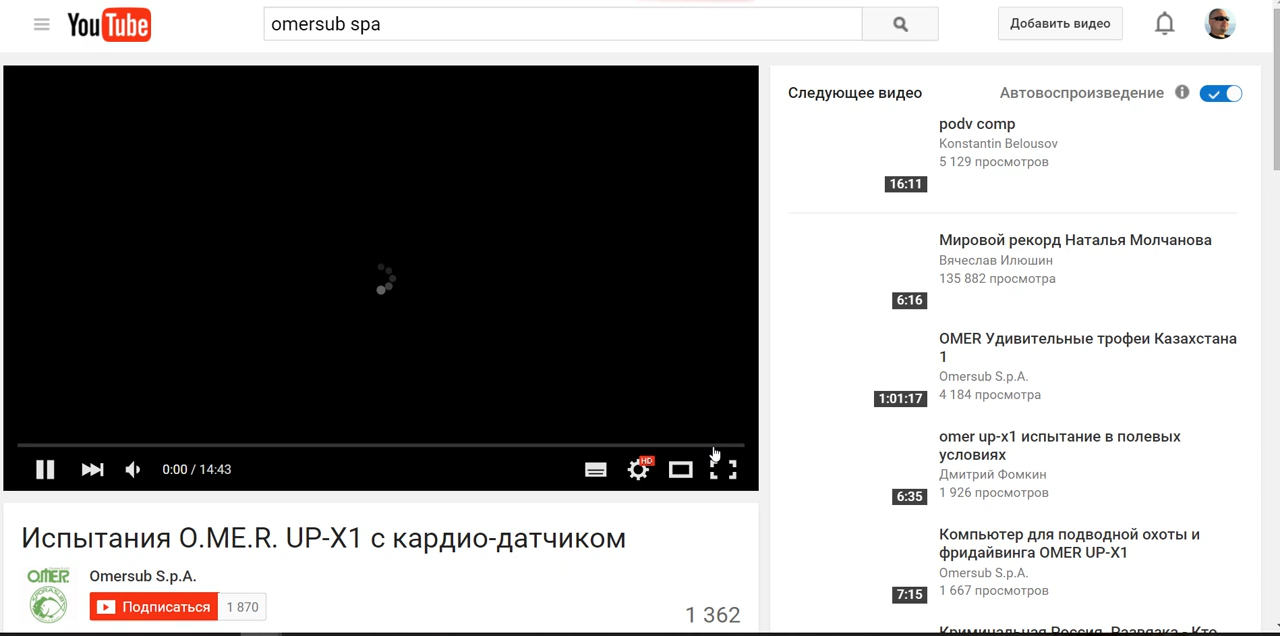 YouTube
omersub spa
Добавить видео
Следующее видео
Автовоспроизведение
podv comp
Konstantin Belousov
5 129 просмотров
16:11
Мировой рекорд Наталья Молчанова
Вячеслав Илюшин
135 882 просмотра
6:16
OMER Удивительные трофеи Казахстана
1
Omersub S.p.A.
4 184 просмотра
1:01:17
omer up-x1 испытание в полевых
условиях
Дмитрий Фомкин
1 926 просмотров
6:35
Компьютер для подводной охоты и
фридайвинга OMER UP-X1
Omersub S.p.A.
1 667 просмотров
7:15
Криминальная Россия. Развязка - Кто
0:00 / 14:43
HD
Испытания O.ME.R. UP-X1 с кардио-датчиком
OMER
Omersub S.p.A.
Подписаться
1 870
1 362